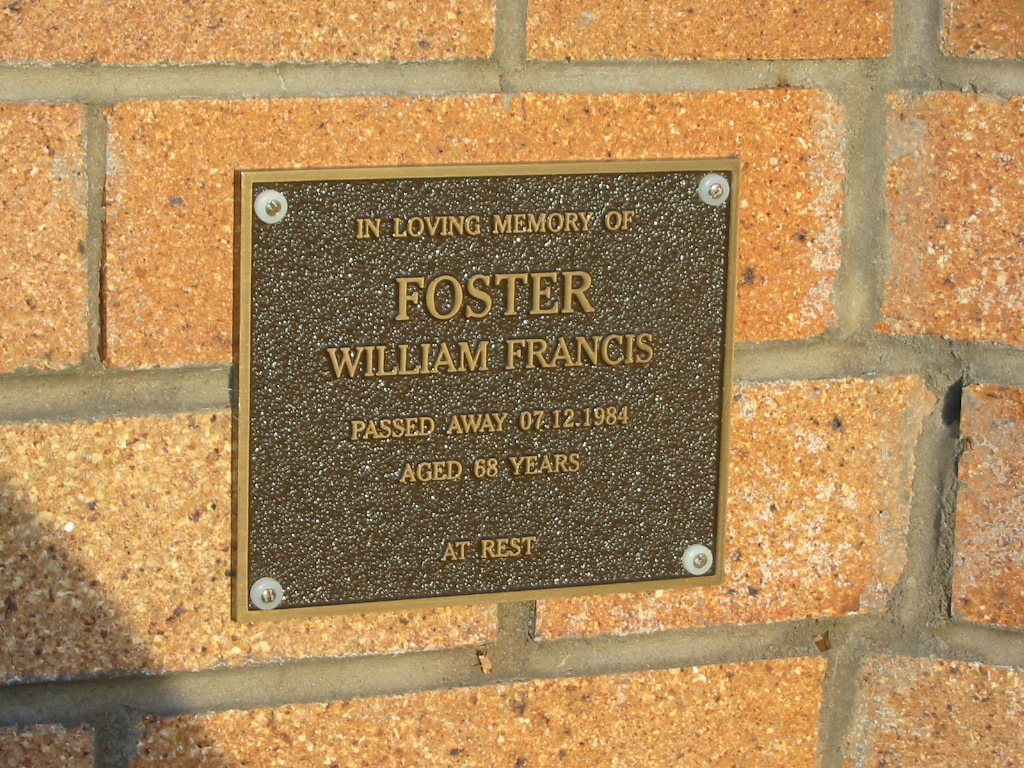 IN LOVING MEMORY OF
FOSTER
WILLIAM FRANCIS
PASSED AWAY 07.12.1984
AGED 68 YEARS
AT REST